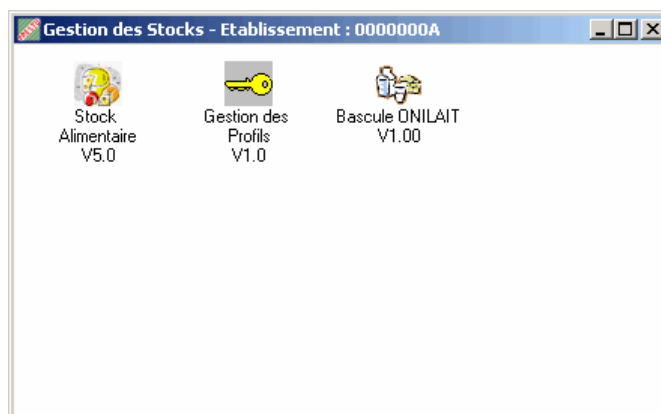 Gestion des Stocks - Etablissement : 0000000A
Stock
Alimentaire
V5.0
Gestion des
Profils
V1.0
Bascule ONILAIT
V1.00